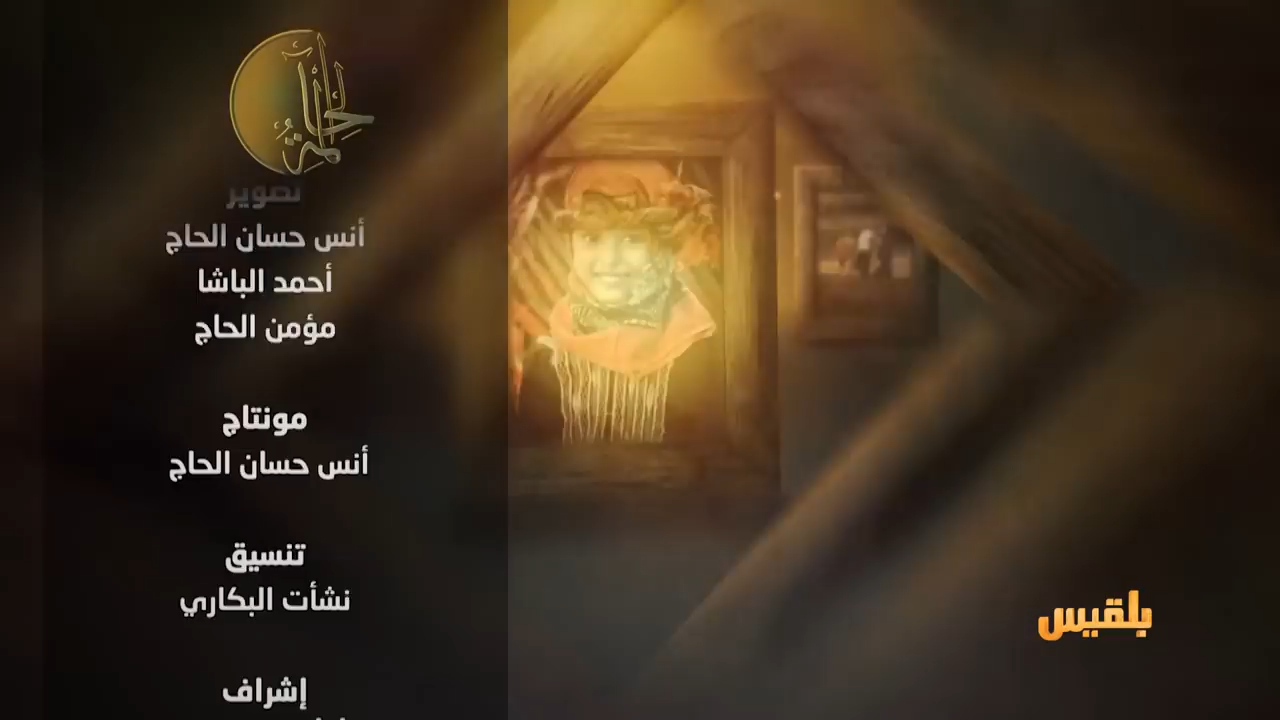 تصوير
أنس حسان الحاج
أحمد الباشا
مؤمن الحاج
مونتاج
أنس حسان الحاج
تنسيق
نشأت البكاري
إشراف
بلقيس